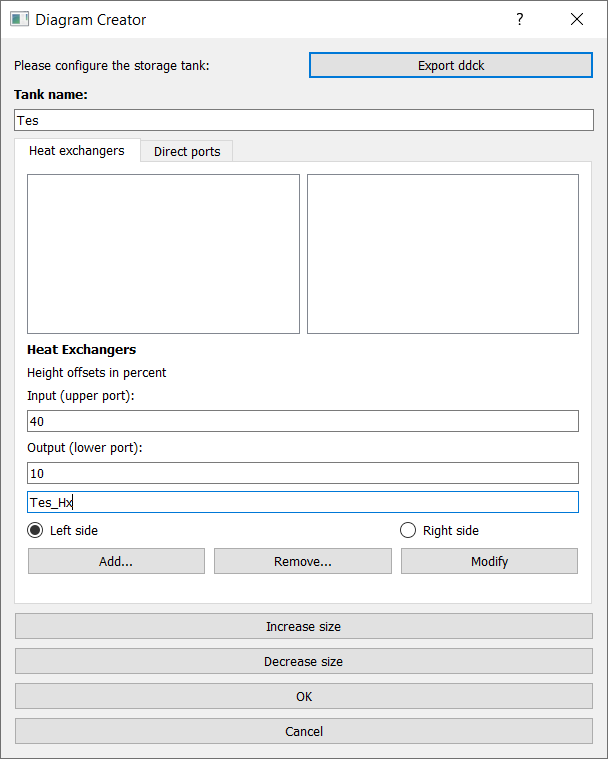 Diagram Creator
?
Please configure the storage tank:
Export ddck
Tank name:
Tes
Heat exchangers
Direct ports
Heat Exchangers
Height offsets in percent
Input (upper port):
40
Output (lower port):
10
Tes_Hx
Left side
Right side
Add...
Remove...
Modify
Increase size
Decrease size
OK
Cancel